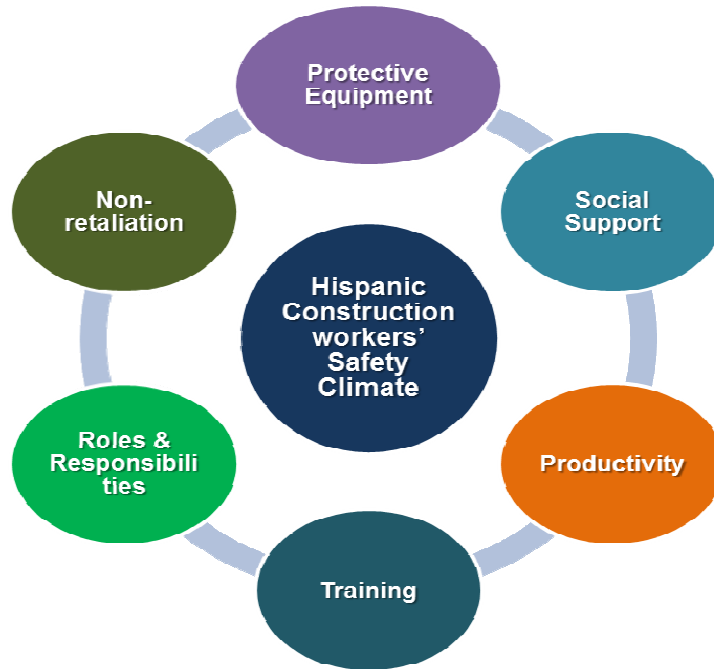 Protective
Equipment
Non-
retaliation
Social
Support
Hispanic
Construction
workers’
Safety
Climate
Roles &
Responsibili
ties
Productivity
Training